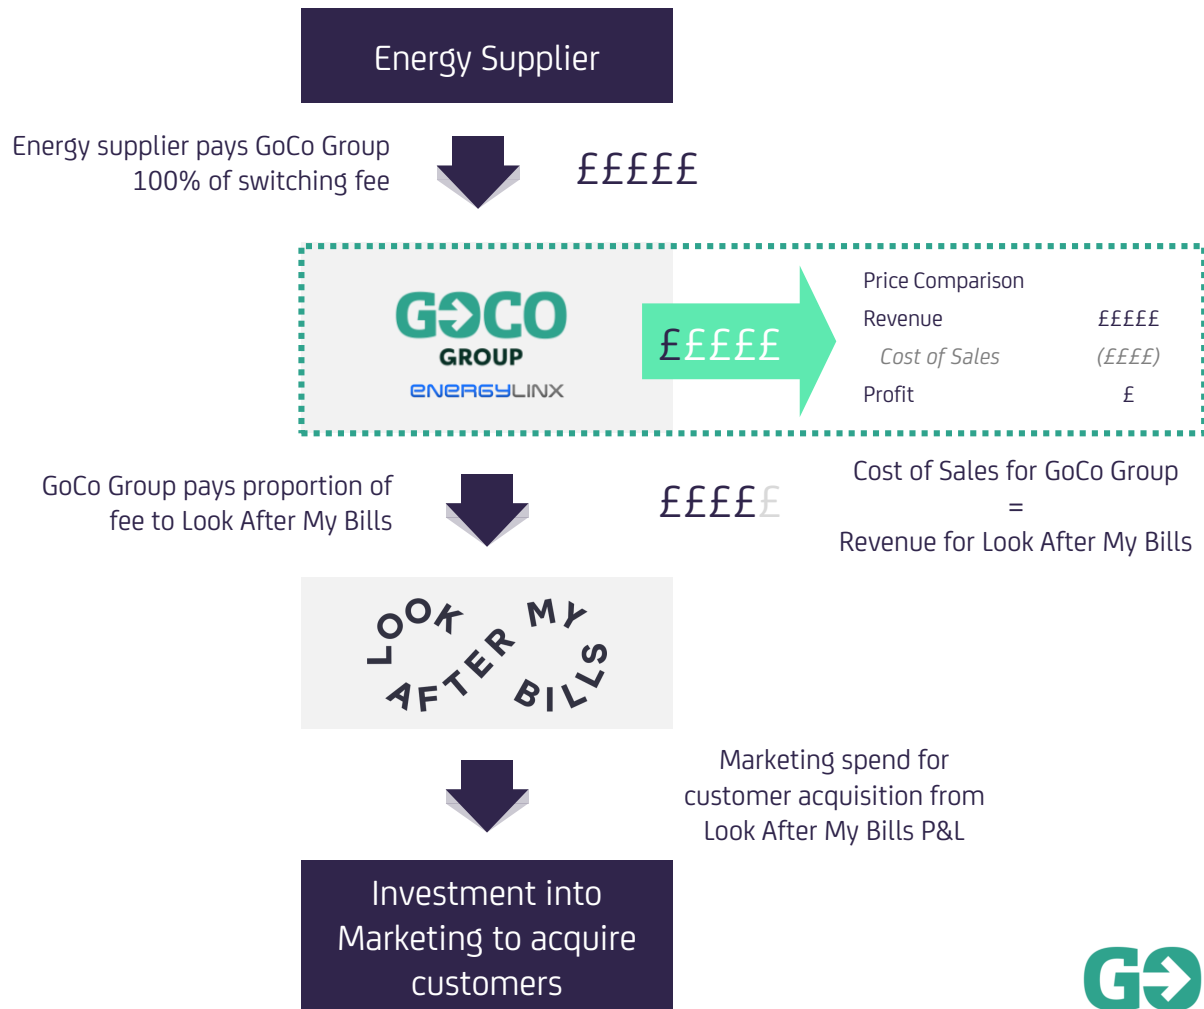 Energy Supplier
Energy supplier pays GoCo Group
100% of switching fee
£££££
GOCO
GROUP
ENERGYLINX
£££££
Price Comparison
Revenue £££££
Cost of Sales (££££)
Profit £
GoCo Group pays proportion of
fee to Look After My Bills
£££££
Cost of Sales for GoCo Group
=
Revenue for Look After My Bills
LOOK AFTER MY BILLS
Marketing spend for
customer acquisition from
Look After My Bills P&L
Investment into
Marketing to acquire
customers
GO